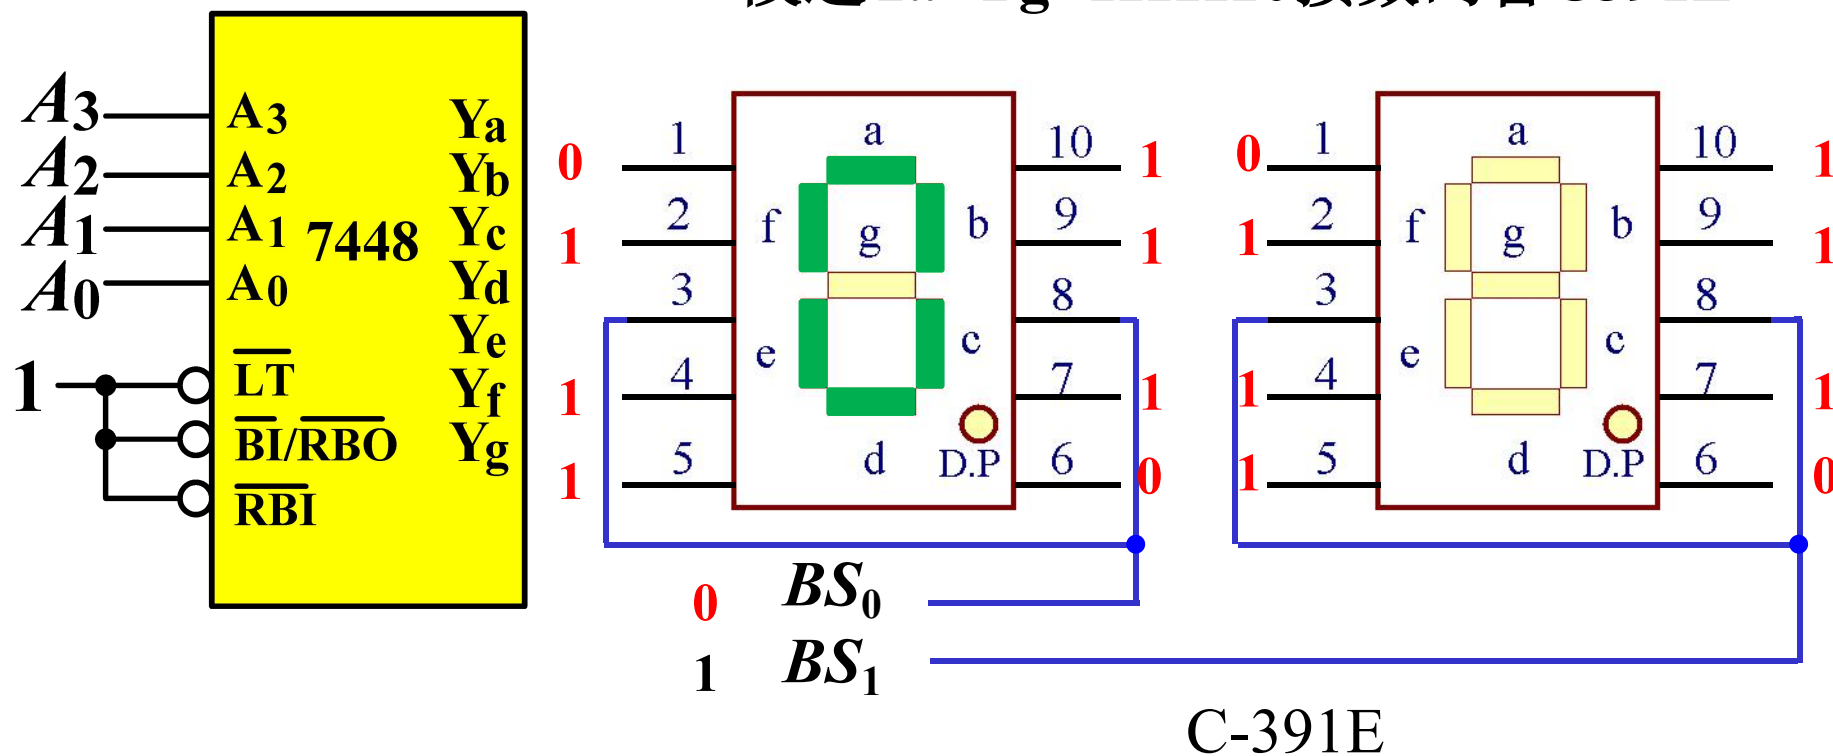 A3 A2 A1 A0
1
A3 A2 A1 A0
7448
Ya Yb Yc Yd Ye Yf Yg
LT
BI/RBO
RBI
0 1 1 1
1 2 3 4 5
a b c d e f g D.P
10 9 8 7 6
1 1 1 0
0 1 1 1
1 2 3 4 5
a b c d e f g D.P
10 9 8 7 6
1 1 1 0
0 BS0
1 BS1
C-391E